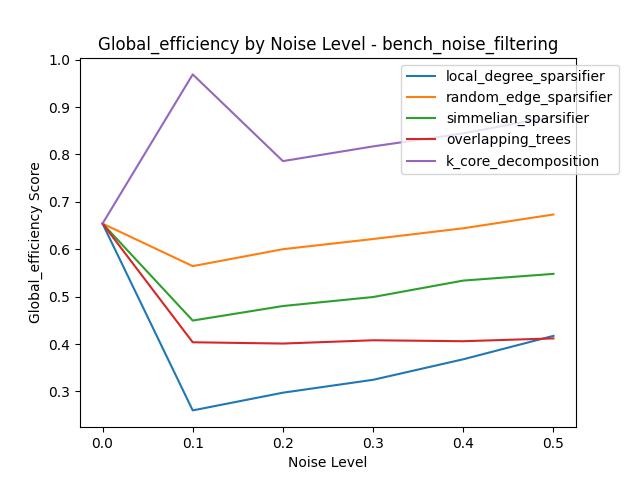 Global_efficiency by Noise Level - bench_noise_filtering
Global_efficiency Score
1.0
0.9
0.8
0.7
0.6
0.5
0.4
0.3
local_degree_sparsifier
random_edge_sparsifier
simmelian_sparsifier
overlapping_trees
k_core_decomposition
0.0 0.1 0.2 0.3 0.4 0.5
Noise Level